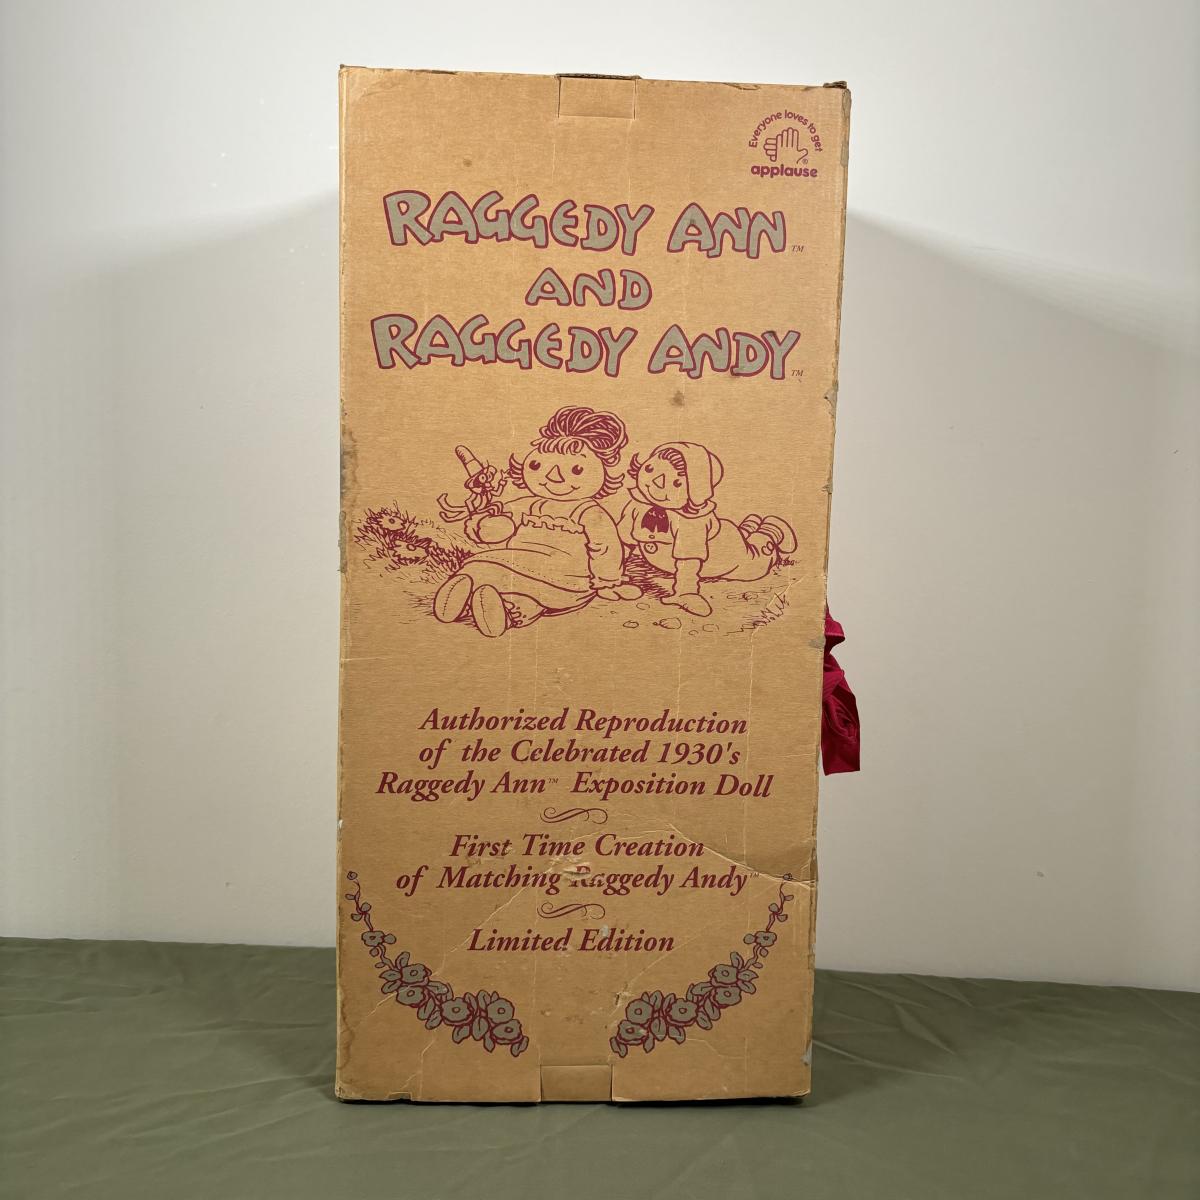 Everyone loves to get
applause®
RAGGEDY ANN™
AND
RAGGEDY ANDY™
Authorized Reproduction
of the Celebrated 1930's
Raggedy Ann™ Exposition Doll
First Time Creation
of Matching Raggedy Andy™
Limited Edition